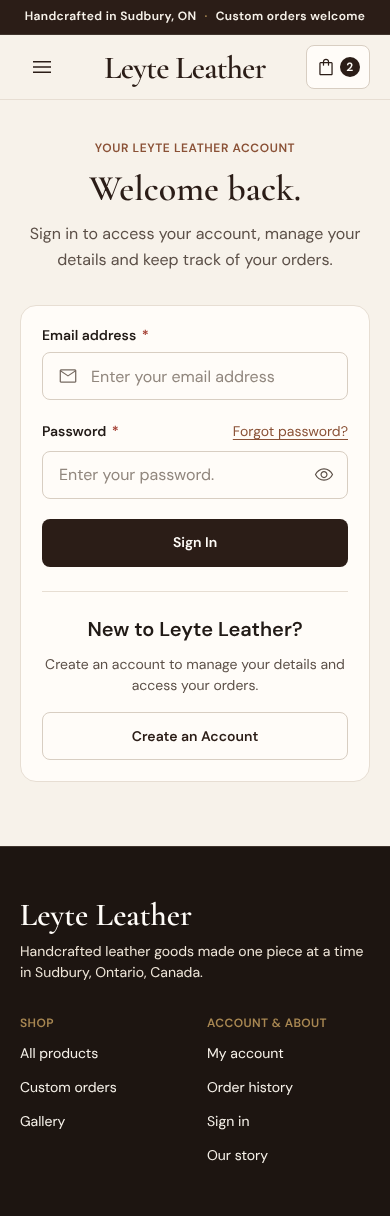 Handcrafted in Sudbury, ON · Custom orders welcome
Leyte Leather
2
YOUR LEYTE LEATHER ACCOUNT
Welcome back.
Sign in to access your account, manage your
details and keep track of your orders.
Email address *
Enter your email address
Password * Forgot password?
Enter your password.
Sign In
New to Leyte Leather?
Create an account to manage your details and
access your orders.
Create an Account
Leyte Leather
Handcrafted leather goods made one piece at a time
in Sudbury, Ontario, Canada.
SHOP
All products
Custom orders
Gallery
ACCOUNT & ABOUT
My account
Order history
Sign in
Our story